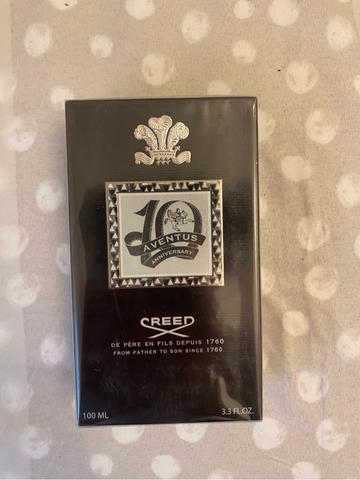 10
AVENTUS
ANNIVERSARY
CREED
DE PÈRE EN FILS DEPUIS 1760
FROM FATHER TO SON SINCE 1760
100 ML 3.3 FL.OZ.